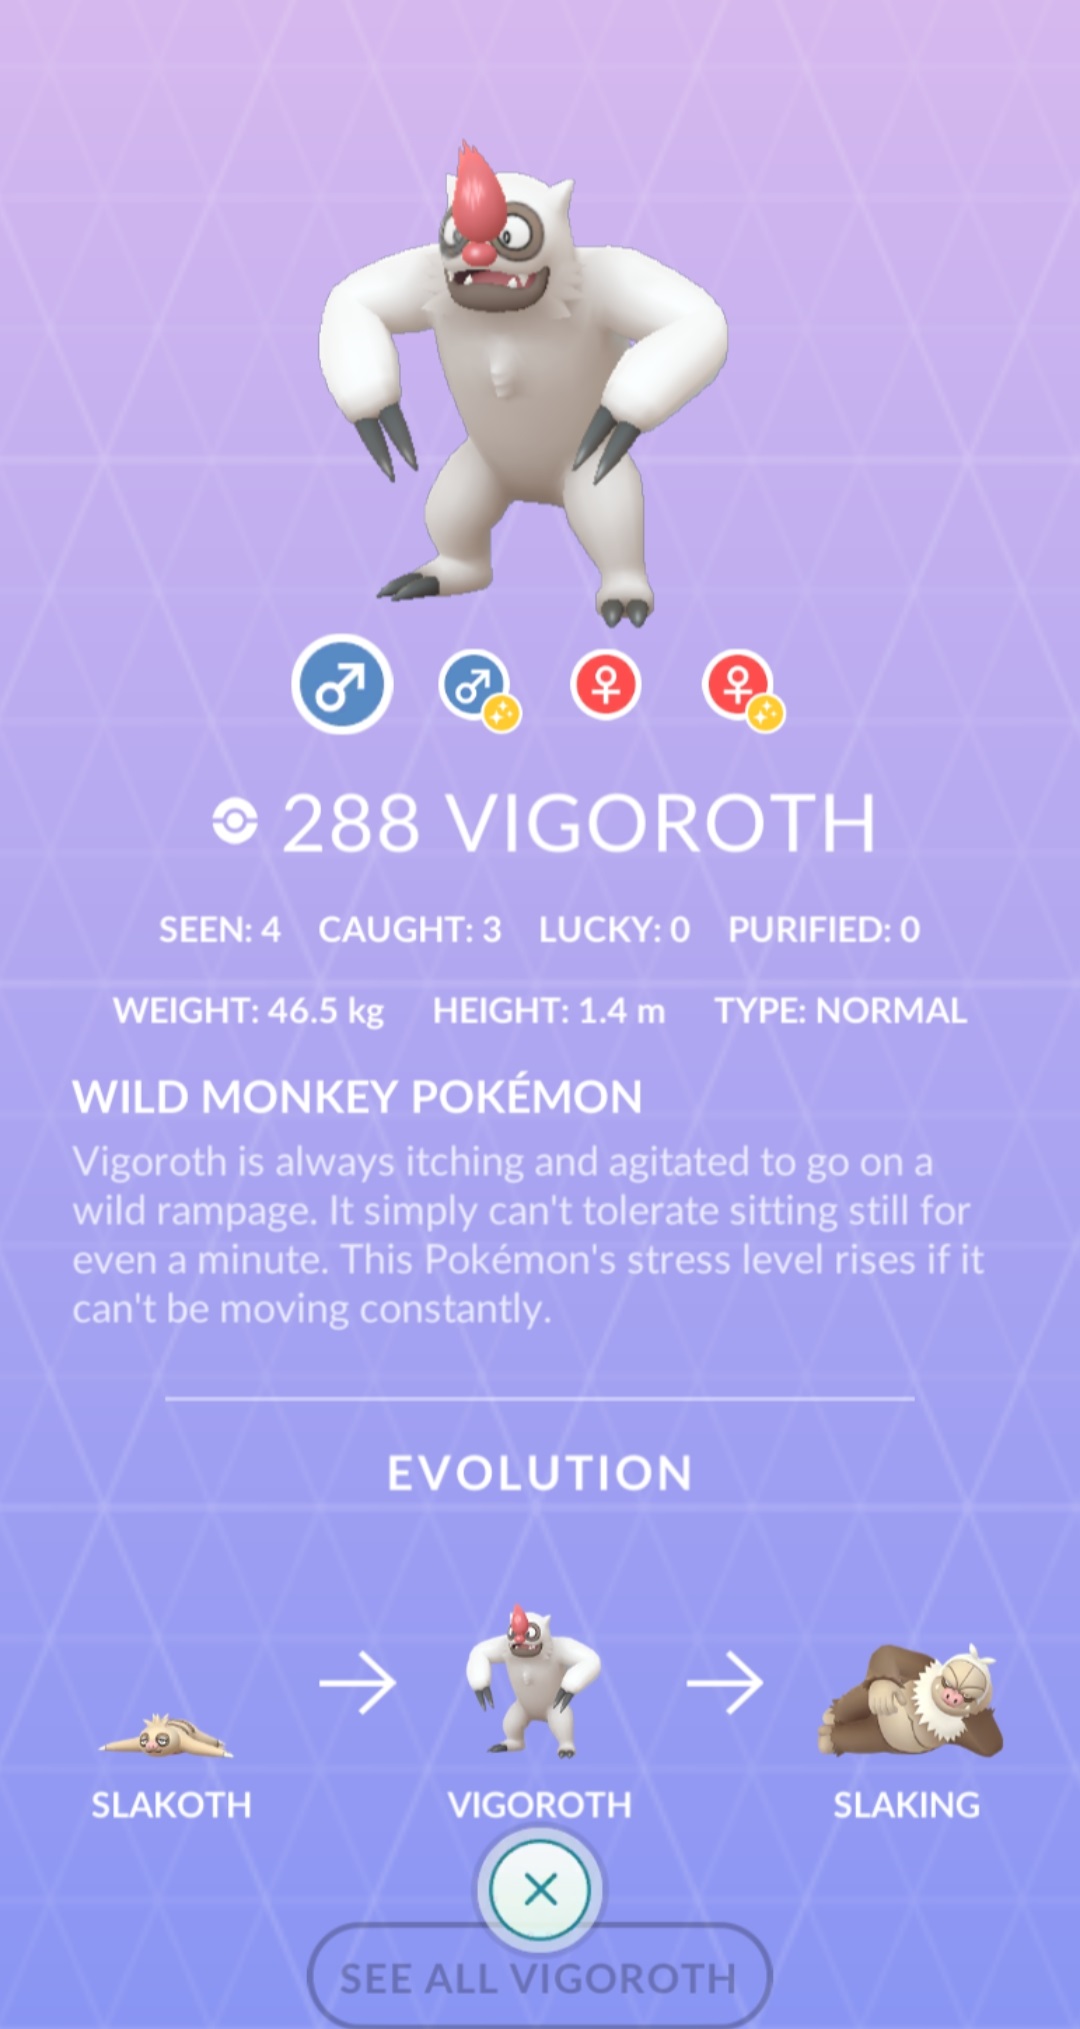 288 VIGOROTH
SEEN: 4 CAUGHT: 3 LUCKY: 0 PURIFIED: 0
WEIGHT: 46.5 kg HEIGHT: 1.4 m TYPE: NORMAL
WILD MONKEY POKÉMON
Vigoroth is always itching and agitated to go on a
wild rampage. It simply can't tolerate sitting still for
even a minute. This Pokémon's stress level rises if it
can't be moving constantly.
EVOLUTION
SLAKOTH VIGOROTH SLAKING
SEE ALL VIGOROTH